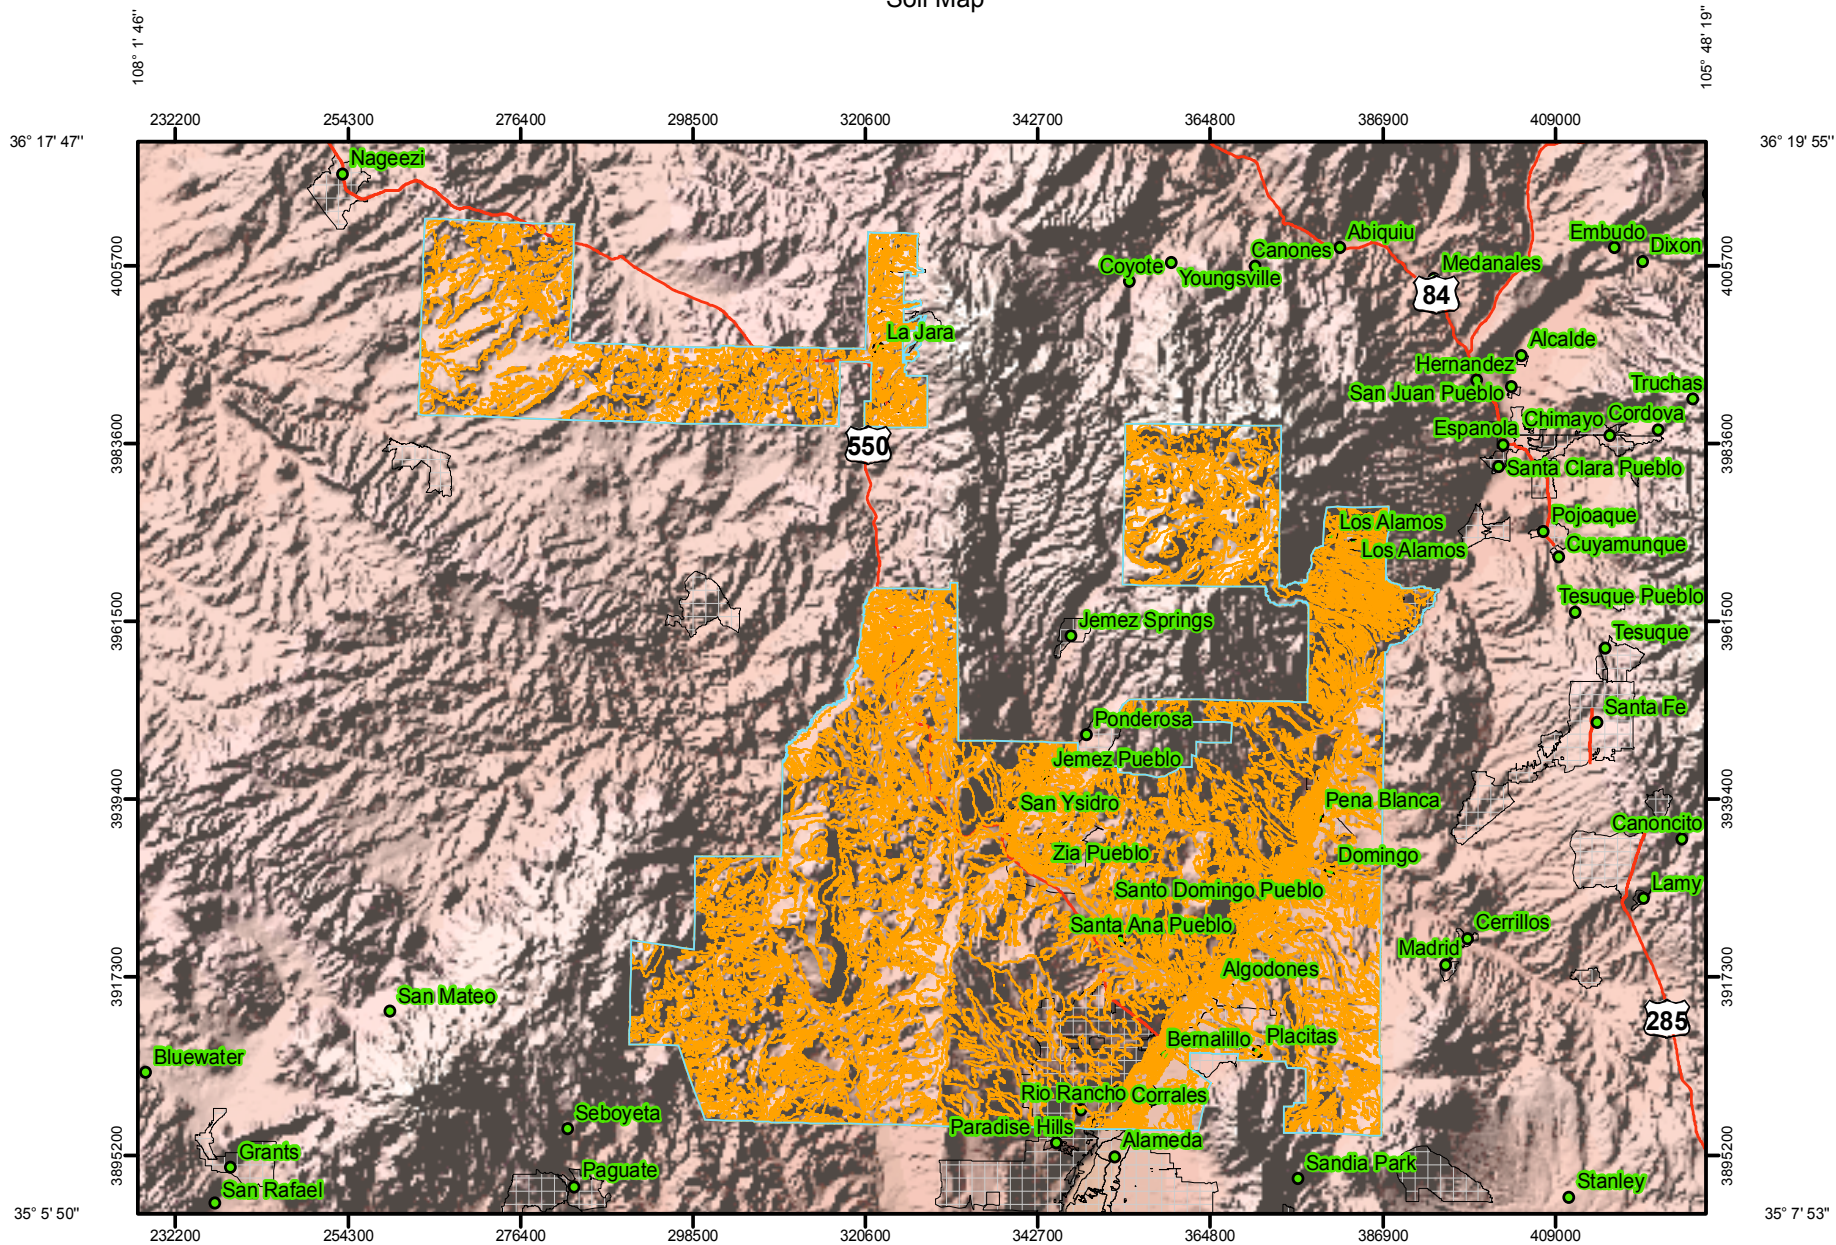 Soil Map
108° 1' 46''
105° 48' 19''
36° 17' 47''
36° 19' 55''
232200 254300 276400 298500 320600 342700 364800 386900 409000
4005700
3983600
3961500
3939400
3917300
3895200
4005700
3983600
3961500
3939400
3917300
3895200
Nageezi
Abiquiu
Embudo
Canones
Dixon
Coyote
Medanales
Youngsville
84
La Jara
Alcalde
Hernandez
Truchas
San Juan Pueblo
Chimayo Cordova
Espanola
550
Santa Clara Pueblo
Los Alamos
Pojoaque
Los Alamos
Cuyamunque
Tesuque Pueblo
Jemez Springs
Tesuque
Santa Fe
Ponderosa
Jemez Pueblo
San Ysidro
Pena Blanca
Canoncito
Zia Pueblo
Domingo
Santo Domingo Pueblo
Lamy
Santa Ana Pueblo
Cerrillos
Madrid
Algodones
San Mateo
285
Bernalillo
Placitas
Bluewater
Rio Rancho
Corrales
Seboyeta
Paradise Hills
Alameda
Grants
Paguate
Sandia Park
San Rafael
Stanley
35° 5' 50''
35° 7' 53''
232200 254300 276400 298500 320600 342700 364800 386900 409000